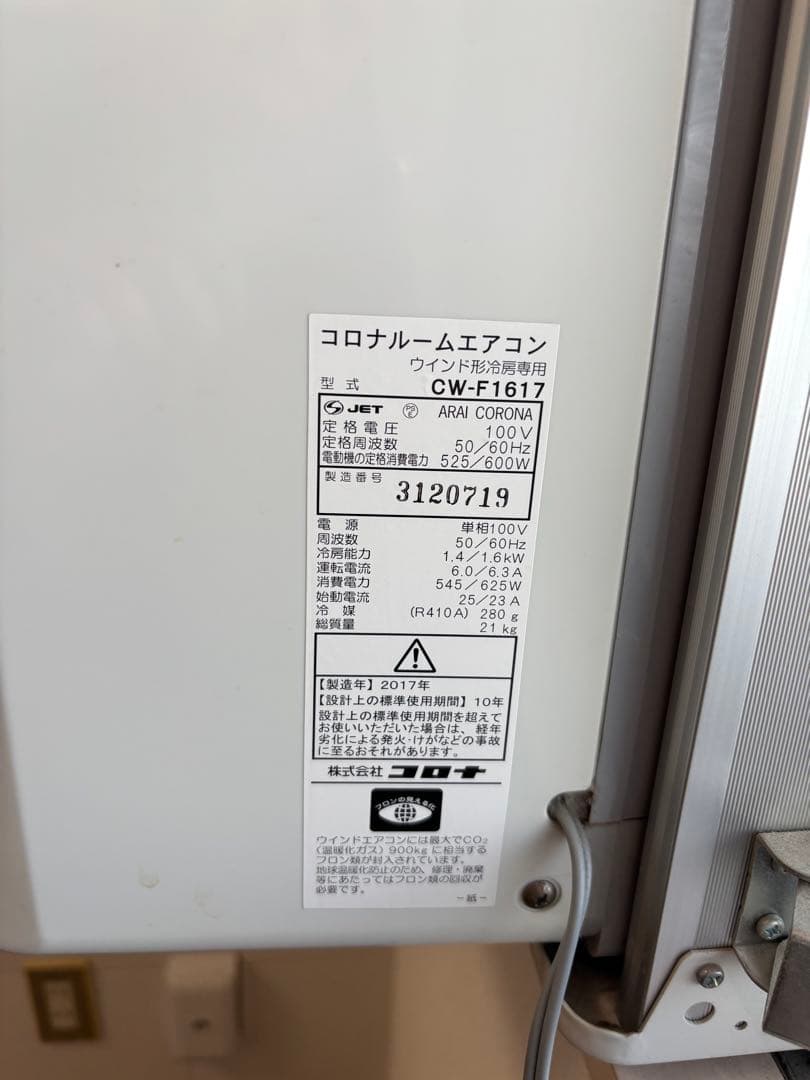 コロナルームエアコン
ウインド形冷房専用
型式 CW-F1617
JET PS E ARAI CORONA
定格電圧 100V
定格周波数 50/60Hz
電動機の定格消費電力 525/600W
製造番号 3120719
電源 単相100V
周波数 50/60Hz
冷房能力 1.4/1.6kW
運転電流 6.0/6.3A
消費電力 545/625W
始動電流 25/23A
冷媒 (R410A) 280g
総質量 21kg
【製造年】2017年
【設計上の標準使用期間】10年
設計上の標準使用期間を超えて
お使いいただいた場合は、経年
劣化による発火・けがなどの事故
に至るおそれがあります。
株式会社 コロナ
フロンの見える化
ウインドエアコンには最大でCO₂
(温暖化ガス)900kgに相当する
フロン類が封入されています。
地球温暖化防止のため、修理・廃棄
等にあたってはフロン類の回収が
必要です。
－紙－